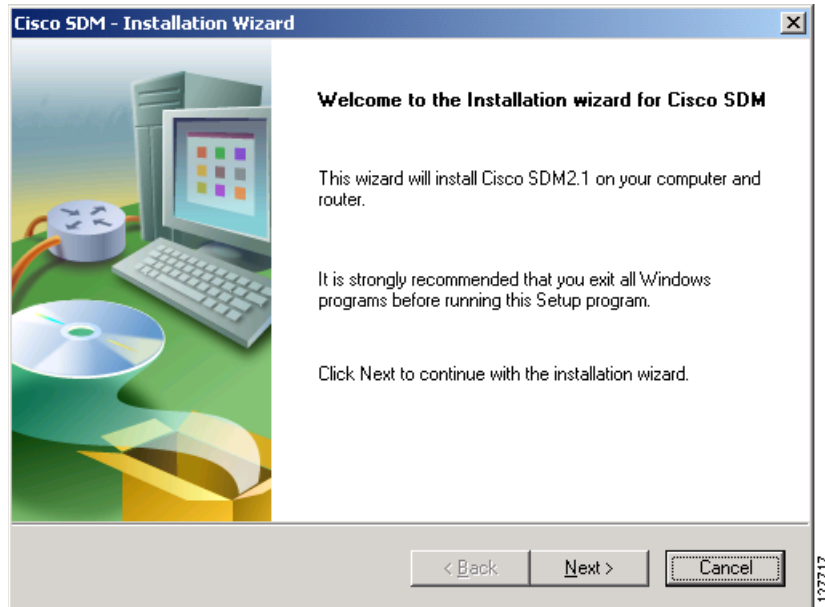 Cisco SDM - Installation Wizard
Welcome to the Installation wizard for Cisco SDM
This wizard will install Cisco SDM2.1 on your computer and
router.
It is strongly recommended that you exit all Windows
programs before running this Setup program.
Click Next to continue with the installation wizard.
< Back
Next >
Cancel
127717